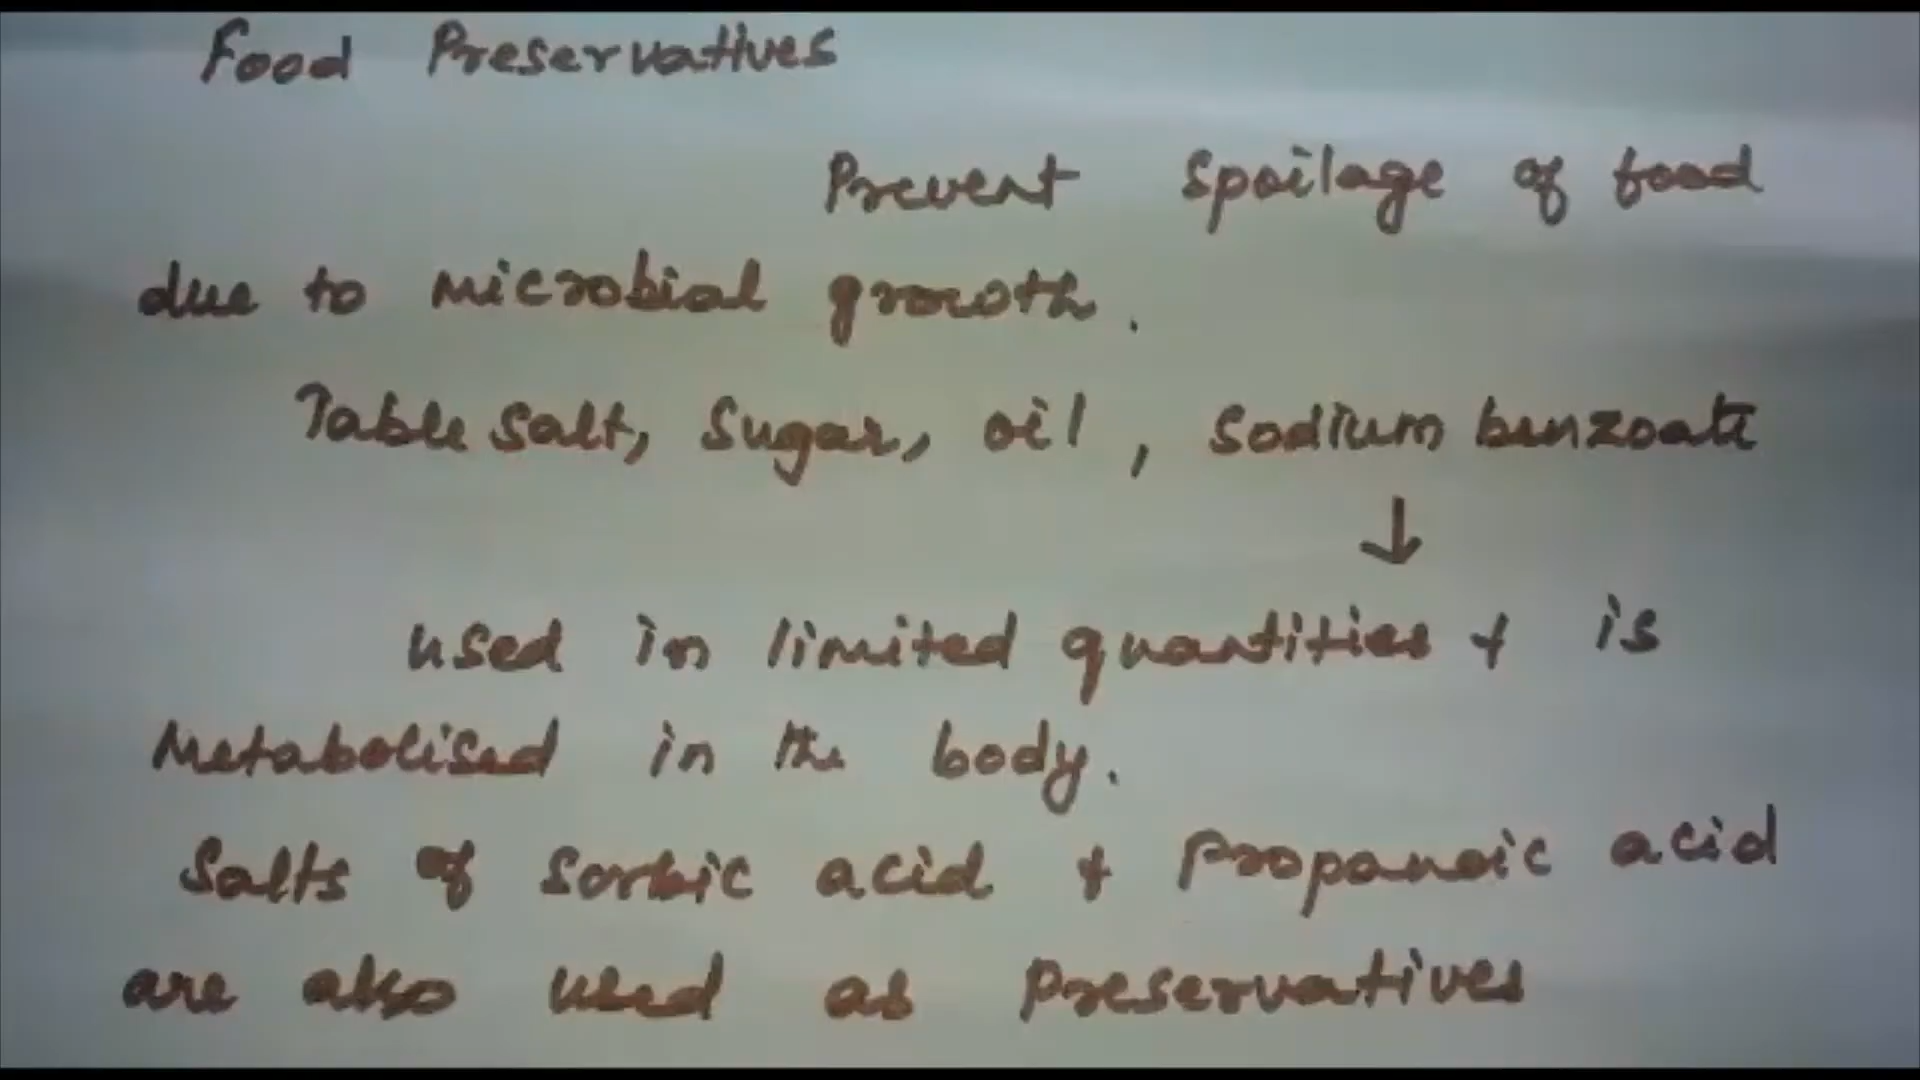 Food Preservatives
Prevent spoilage of food
due to microbial growth.
Table salt, Sugar, oil, Sodium benzoate
↓
used in limited quantities + is
Metabolised in the body.
Salts of Sorbic acid + Propanoic acid
are also used as Preservatives